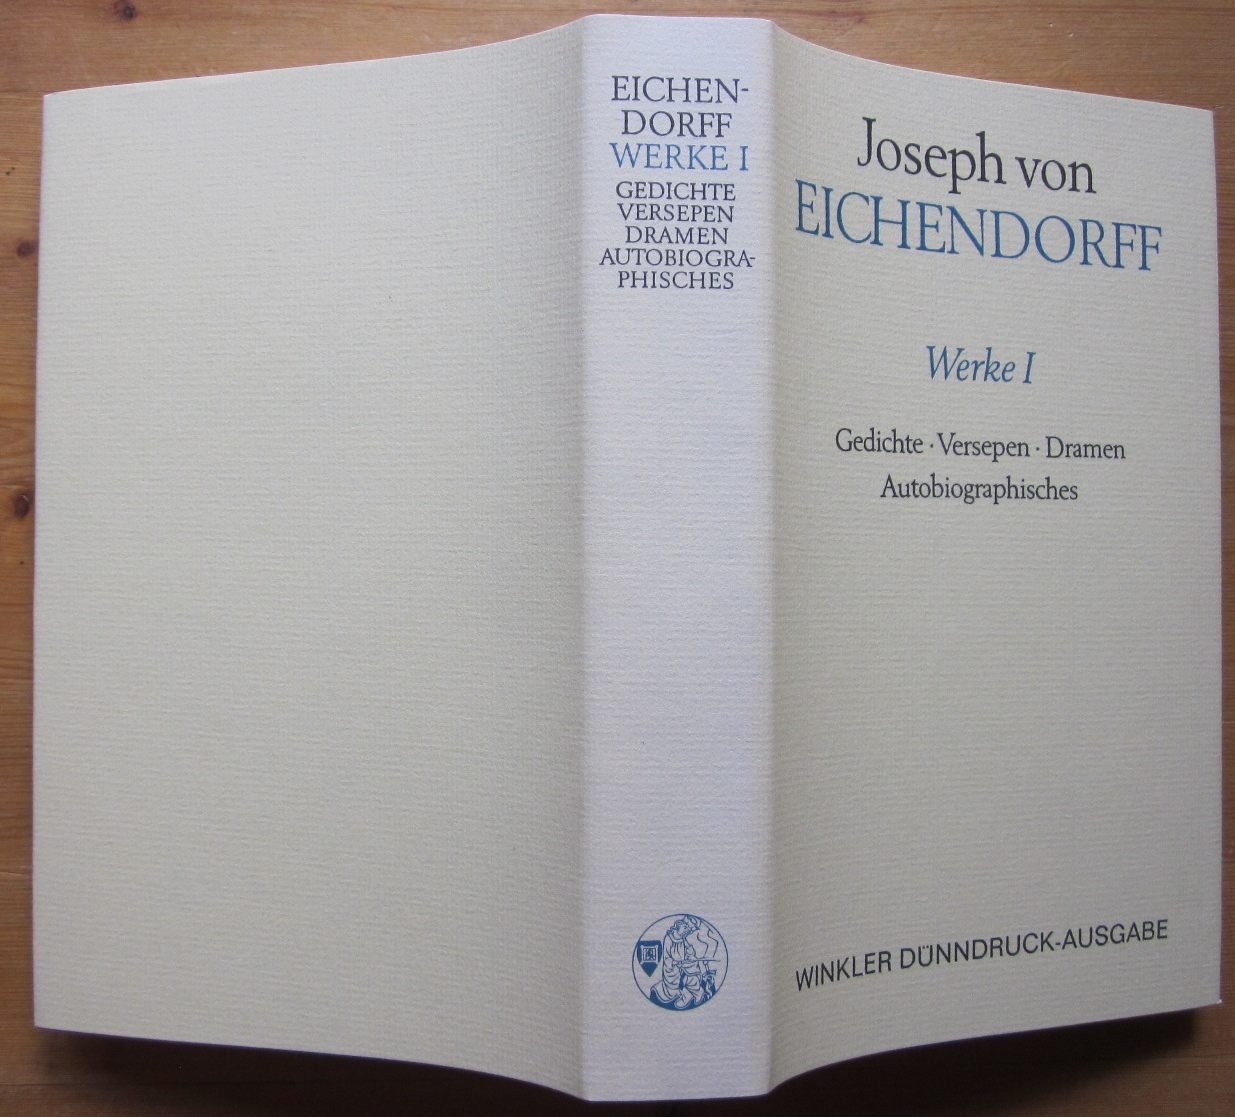 EICHEN-
DORFF
WERKE I
GEDICHTE
VERSEPEN
DRAMEN
AUTOBIOGRA-
PHISCHES
Joseph von
EICHENDORFF
Werke I
Gedichte · Versepen · Dramen
Autobiographisches
WINKLER DÜNNDRUCK-AUSGABE